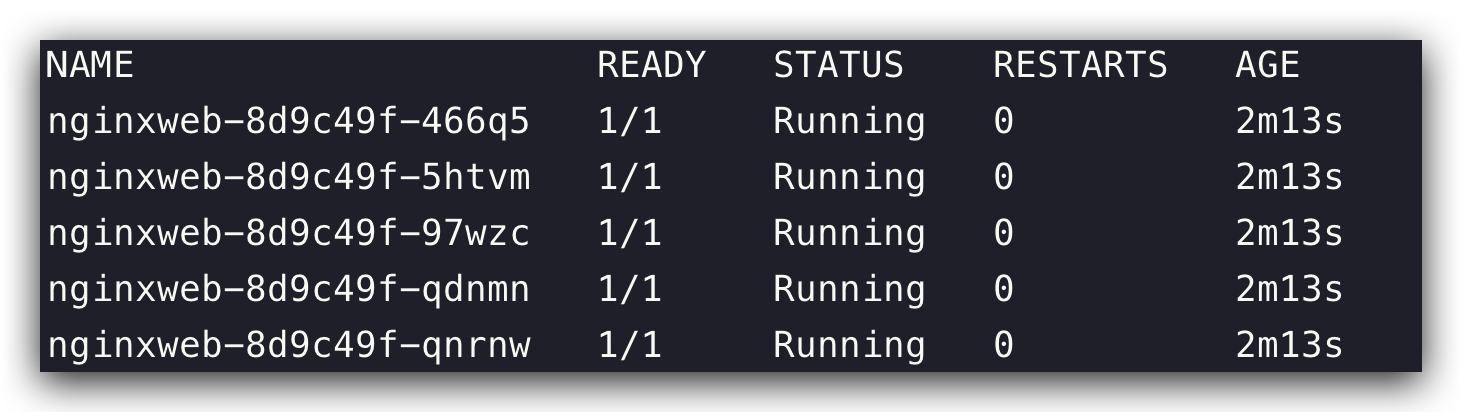 NAME READY STATUS RESTARTS AGE
nginxweb-8d9c49f-466q5 1/1 Running 0 2m13s
nginxweb-8d9c49f-5htvm 1/1 Running 0 2m13s
nginxweb-8d9c49f-97wzc 1/1 Running 0 2m13s
nginxweb-8d9c49f-qdnmn 1/1 Running 0 2m13s
nginxweb-8d9c49f-qnrnw 1/1 Running 0 2m13s